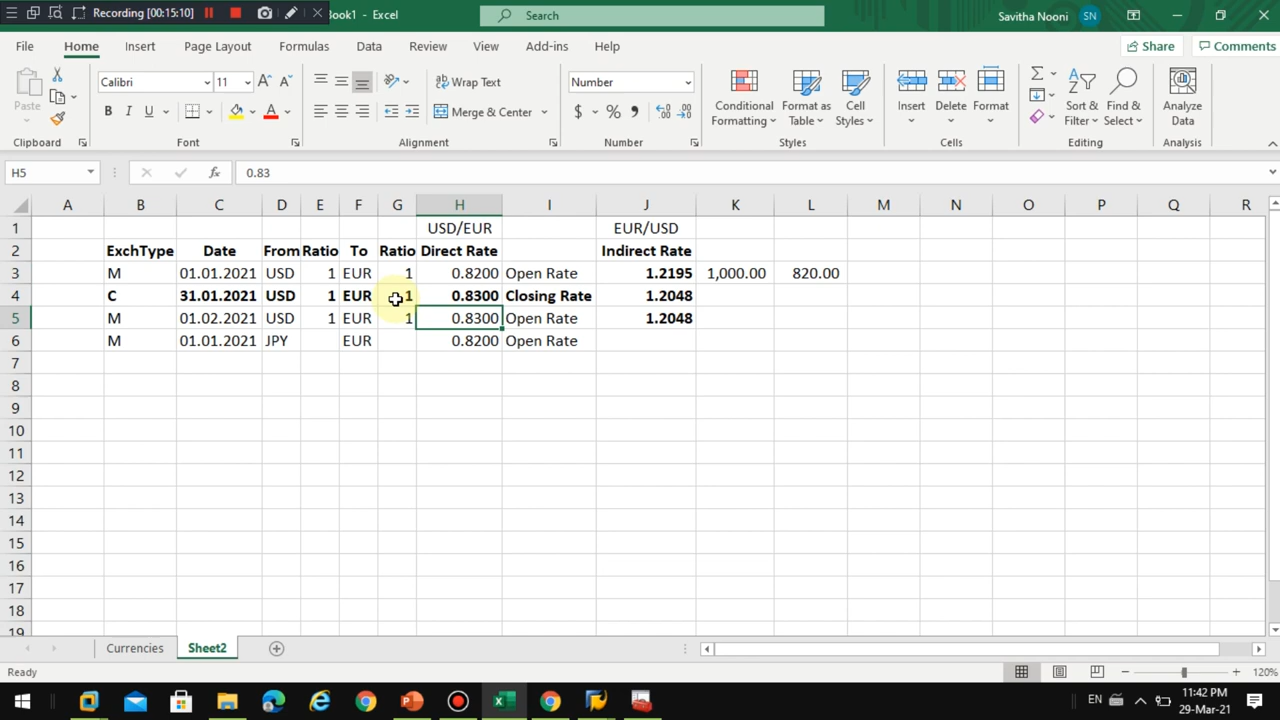 Recording [00:15:10]
Book1 - Excel
Search
Savitha Nooni SN
File Home Insert Page Layout Formulas Data Review View Add-ins Help Share Comments
Paste
Clipboard
Calibri 11
B I U
Font
Wrap Text
Merge & Center
Alignment
Number
$ % ,
Number
Conditional Formatting
Format as Table
Cell Styles
Styles
Insert
Delete
Format
Cells
Sort & Filter
Find & Select
Editing
Analyze Data
Analysis
H5 fx 0.83
A B C D E F G H I J K L M N O P Q R
1 USD/EUR EUR/USD
2 ExchType Date From Ratio To Ratio Direct Rate Indirect Rate
3 M 01.01.2021 USD 1 EUR 1 0.8200 Open Rate 1.2195 1,000.00 820.00
4 C 31.01.2021 USD 1 EUR 1 0.8300 Closing Rate 1.2048
5 M 01.02.2021 USD 1 EUR 1 0.8300 Open Rate 1.2048
6 M 01.01.2021 JPY EUR 0.8200 Open Rate
7
8
9
10
11
12
13
14
15
16
17
18
19
Currencies Sheet2
Ready 120%
EN 11:42 PM
29-Mar-21